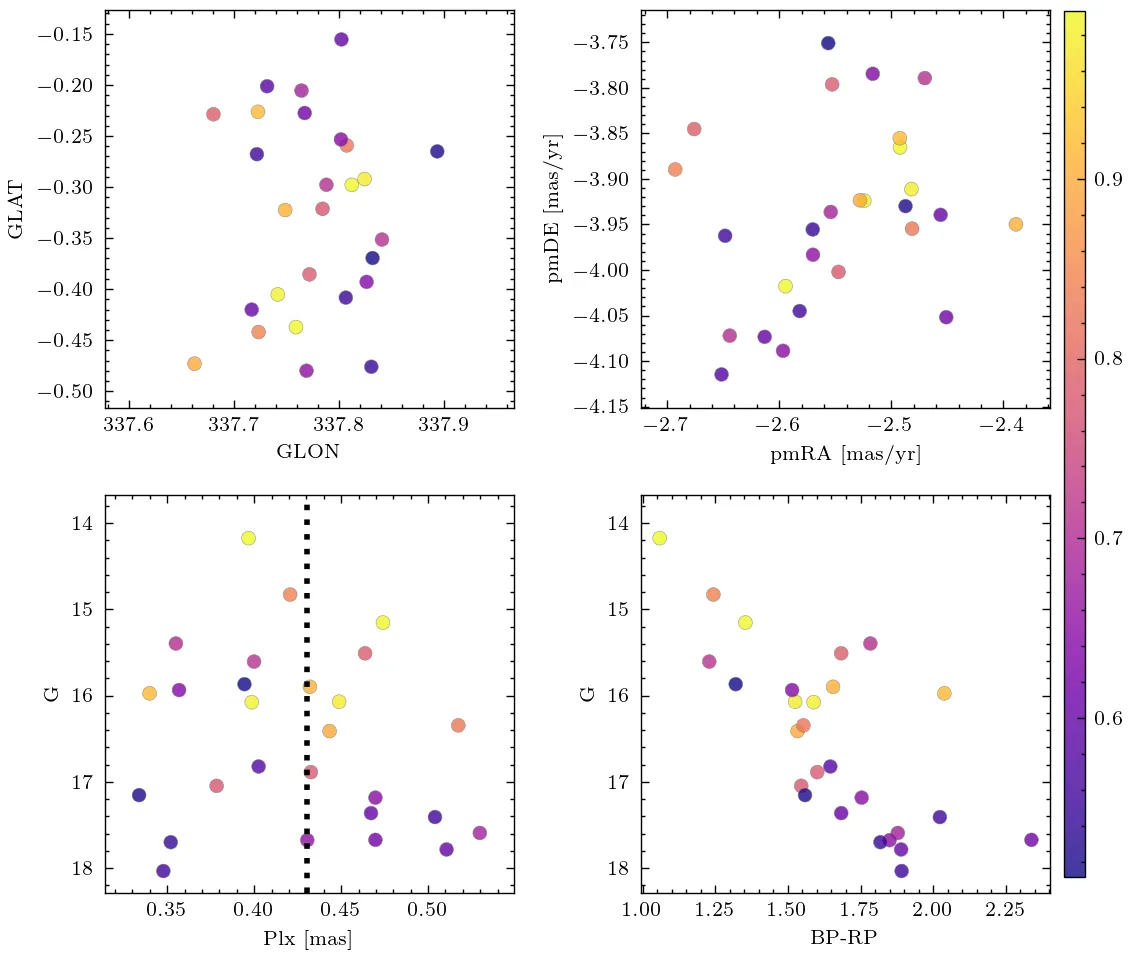 −0.15
−0.20
−0.25
−0.30
−0.35
−0.40
−0.45
−0.50
GLAT
337.6 337.7 337.8 337.9
GLON
−3.75
−3.80
−3.85
−3.90
−3.95
−4.00
−4.05
−4.10
−4.15
pmDE [mas/yr]
−2.7 −2.6 −2.5 −2.4
pmRA [mas/yr]
0.9
0.8
0.7
0.6
14
15
16
17
18
G
0.35 0.40 0.45 0.50
Plx [mas]
14
15
16
17
18
G
1.00 1.25 1.50 1.75 2.00 2.25
BP-RP